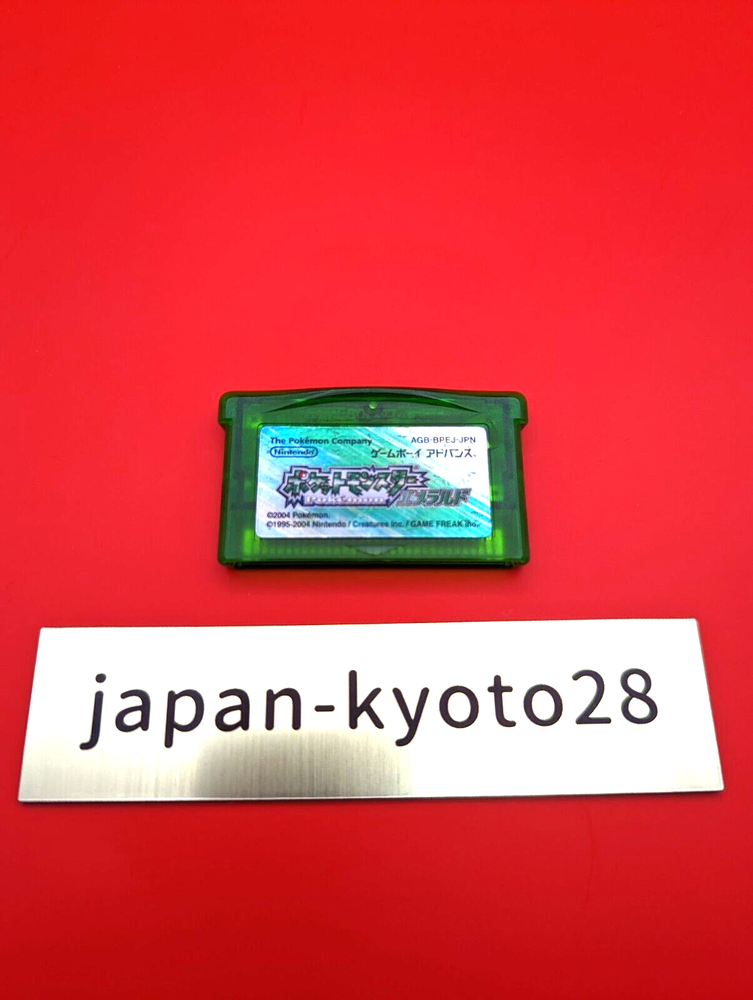 The Pokémon Company AGB-BPEJ-JPN
Nintendo ゲームボーイ アドバンス
ポケットモンスター エメラルド
©2004 Pokémon.
©1995-2004 Nintendo / Creatures inc. / GAME FREAK inc.
japan-kyoto28